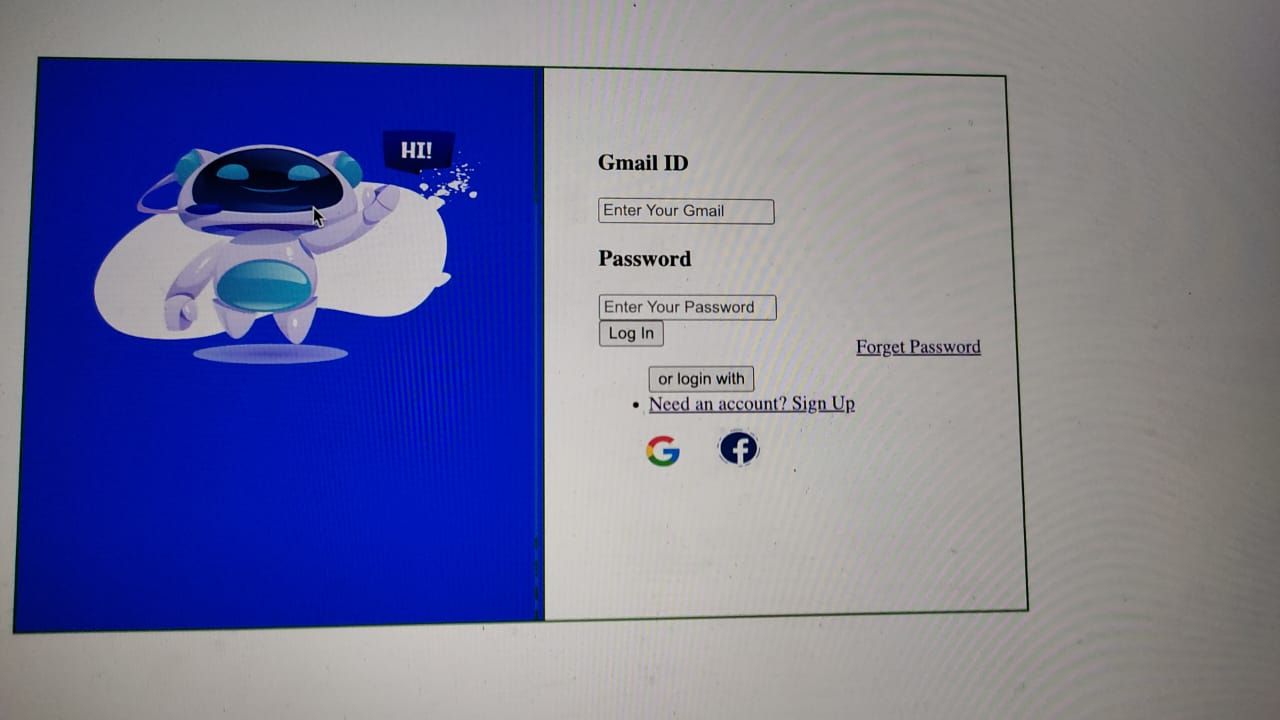 HI!
Gmail ID
Enter Your Gmail
Password
Enter Your Password
Log In
Forget Password
or login with
• Need an account? Sign Up